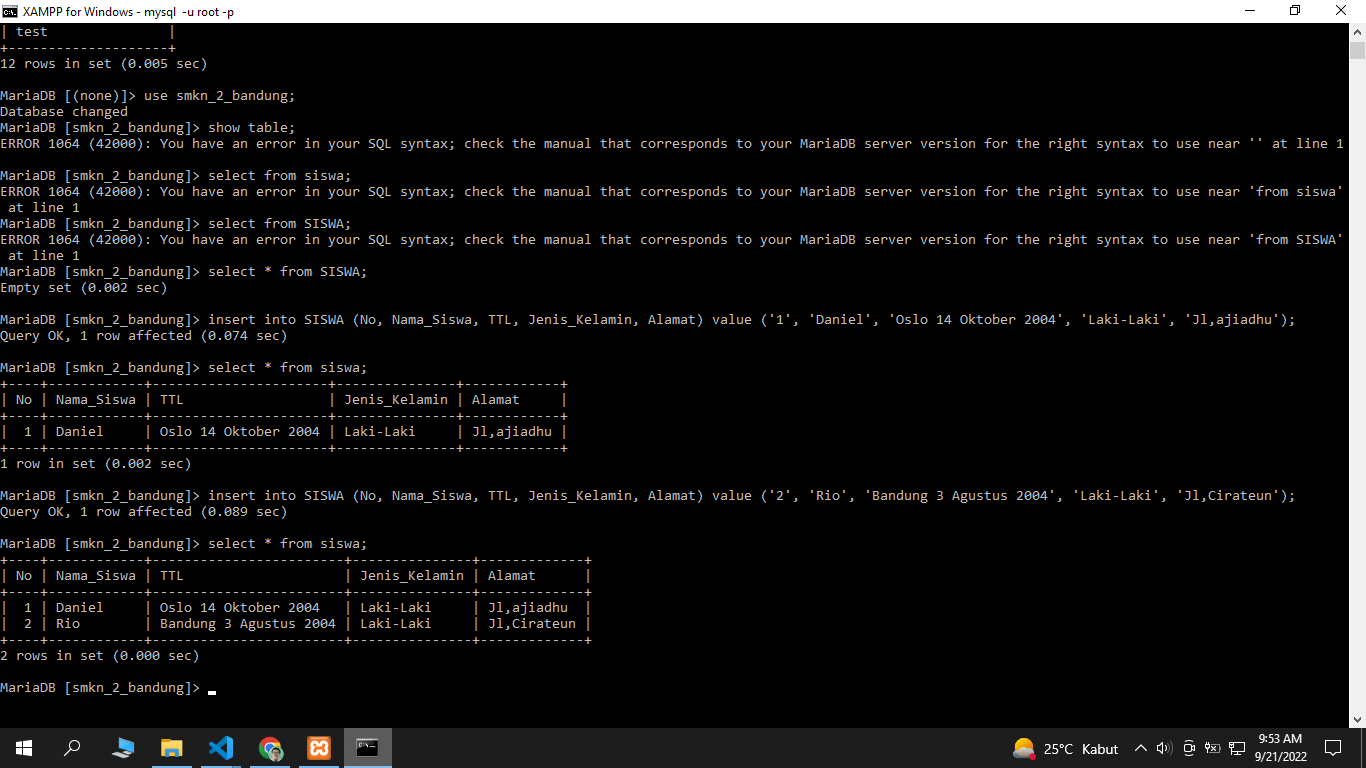 XAMPP for Windows - mysql -u root -p
| test               |
+--------------------+
12 rows in set (0.005 sec)
MariaDB [(none)]> use smkn_2_bandung;
Database changed
MariaDB [smkn_2_bandung]> show table;
ERROR 1064 (42000): You have an error in your SQL syntax; check the manual that corresponds to your MariaDB server version for the right syntax to use near '' at line 1
MariaDB [smkn_2_bandung]> select from siswa;
ERROR 1064 (42000): You have an error in your SQL syntax; check the manual that corresponds to your MariaDB server version for the right syntax to use near 'from siswa'
 at line 1
MariaDB [smkn_2_bandung]> select from SISWA;
ERROR 1064 (42000): You have an error in your SQL syntax; check the manual that corresponds to your MariaDB server version for the right syntax to use near 'from SISWA'
 at line 1
MariaDB [smkn_2_bandung]> select * from SISWA;
Empty set (0.002 sec)
MariaDB [smkn_2_bandung]> insert into SISWA (No, Nama_Siswa, TTL, Jenis_Kelamin, Alamat) value ('1', 'Daniel', 'Oslo 14 Oktober 2004', 'Laki-Laki', 'Jl,ajiadhu');
Query OK, 1 row affected (0.074 sec)
MariaDB [smkn_2_bandung]> select * from siswa;
+----+------------+----------------------+---------------+------------+
| No | Nama_Siswa | TTL                  | Jenis_Kelamin | Alamat     |
+----+------------+----------------------+---------------+------------+
|  1 | Daniel     | Oslo 14 Oktober 2004 | Laki-Laki     | Jl,ajiadhu |
+----+------------+----------------------+---------------+------------+
1 row in set (0.002 sec)
MariaDB [smkn_2_bandung]> insert into SISWA (No, Nama_Siswa, TTL, Jenis_Kelamin, Alamat) value ('2', 'Rio', 'Bandung 3 Agustus 2004', 'Laki-Laki', 'Jl,Cirateun');
Query OK, 1 row affected (0.089 sec)
MariaDB [smkn_2_bandung]> select * from siswa;
+----+------------+------------------------+---------------+-------------+
| No | Nama_Siswa | TTL                    | Jenis_Kelamin | Alamat      |
+----+------------+------------------------+---------------+-------------+
|  1 | Daniel     | Oslo 14 Oktober 2004   | Laki-Laki     | Jl,ajiadhu  |
|  2 | Rio        | Bandung 3 Agustus 2004 | Laki-Laki     | Jl,Cirateun |
+----+------------+------------------------+---------------+-------------+
2 rows in set (0.000 sec)
MariaDB [smkn_2_bandung]> _
25°C Kabut
9:53 AM
9/21/2022